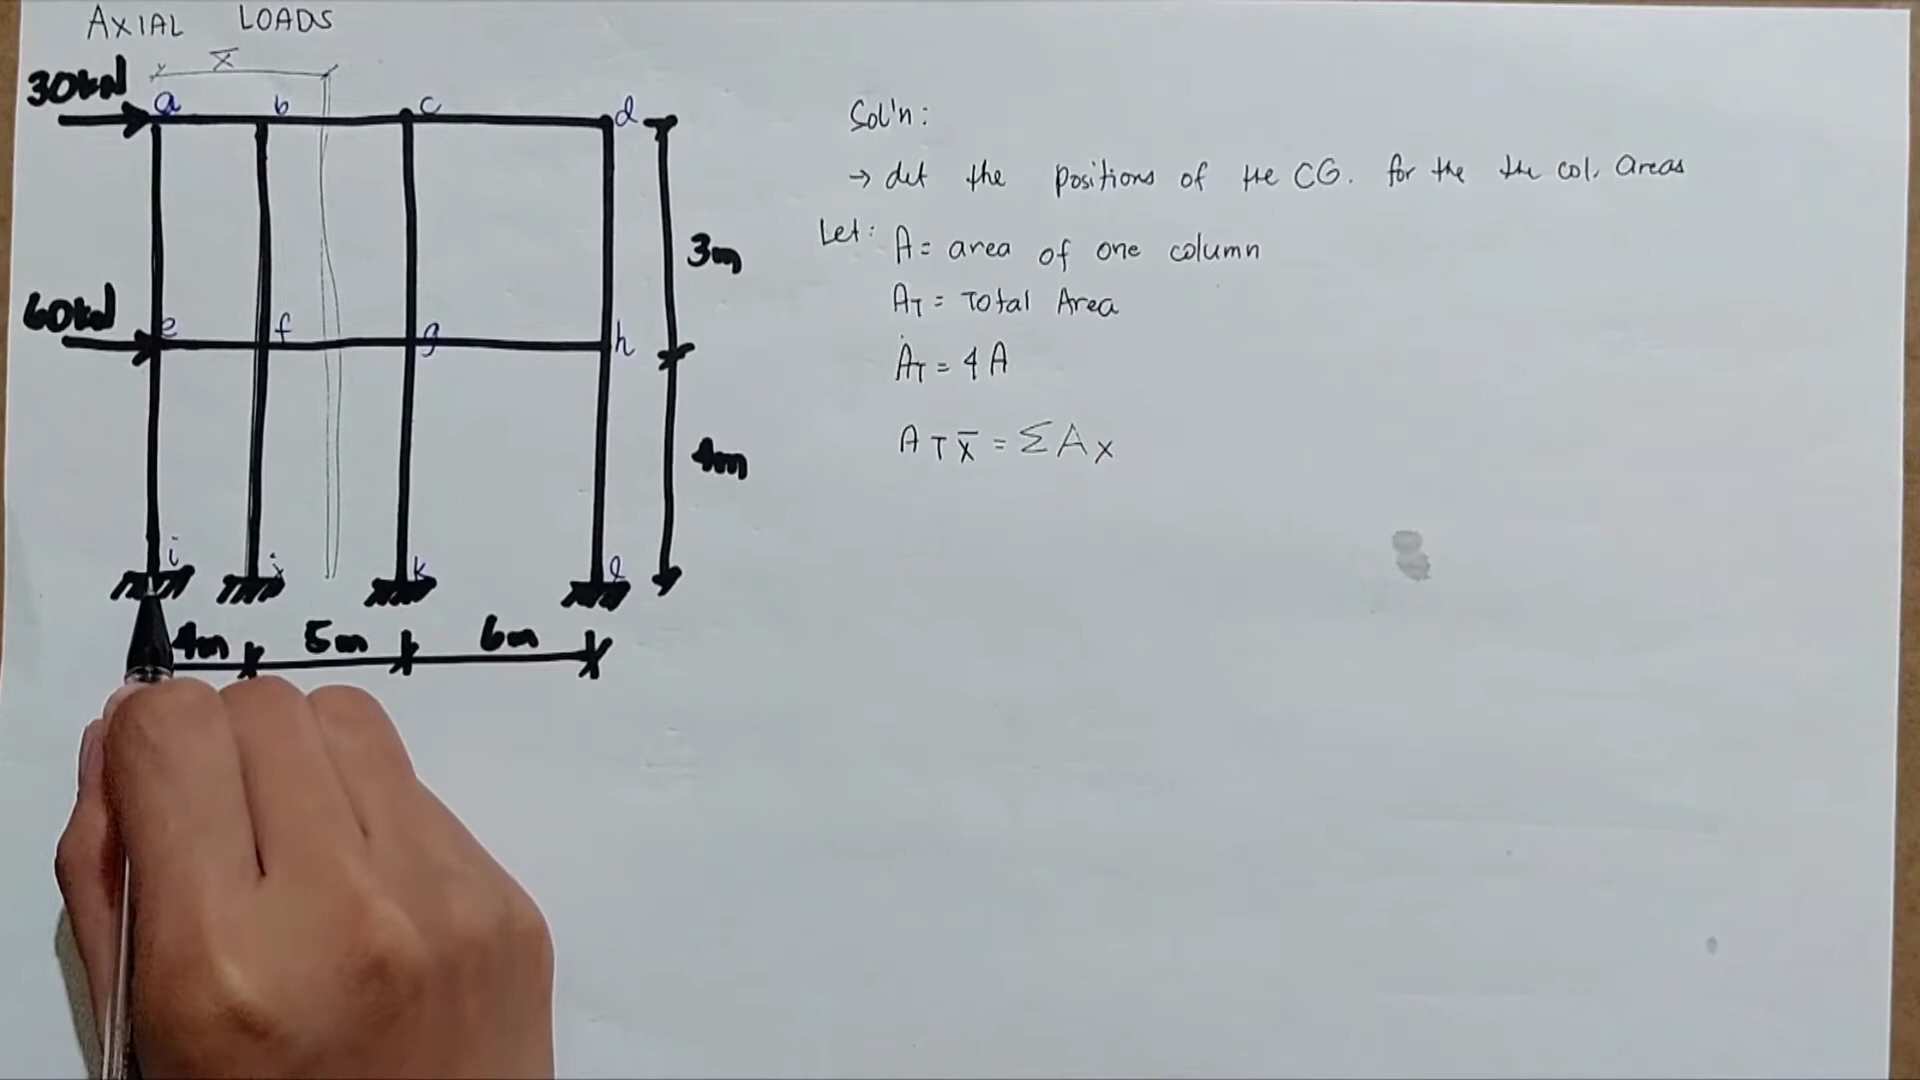 AXIAL LOADS
x̄
30kN
a b c d
3m
60kN
e f g h
4m
i j k l
4m 5m 6m
Sol'n:
→ det the positions of the CG. for the the col. areas
Let: A = area of one column
AT = Total Area
AT = 4A
AT x̄ = ΣAx